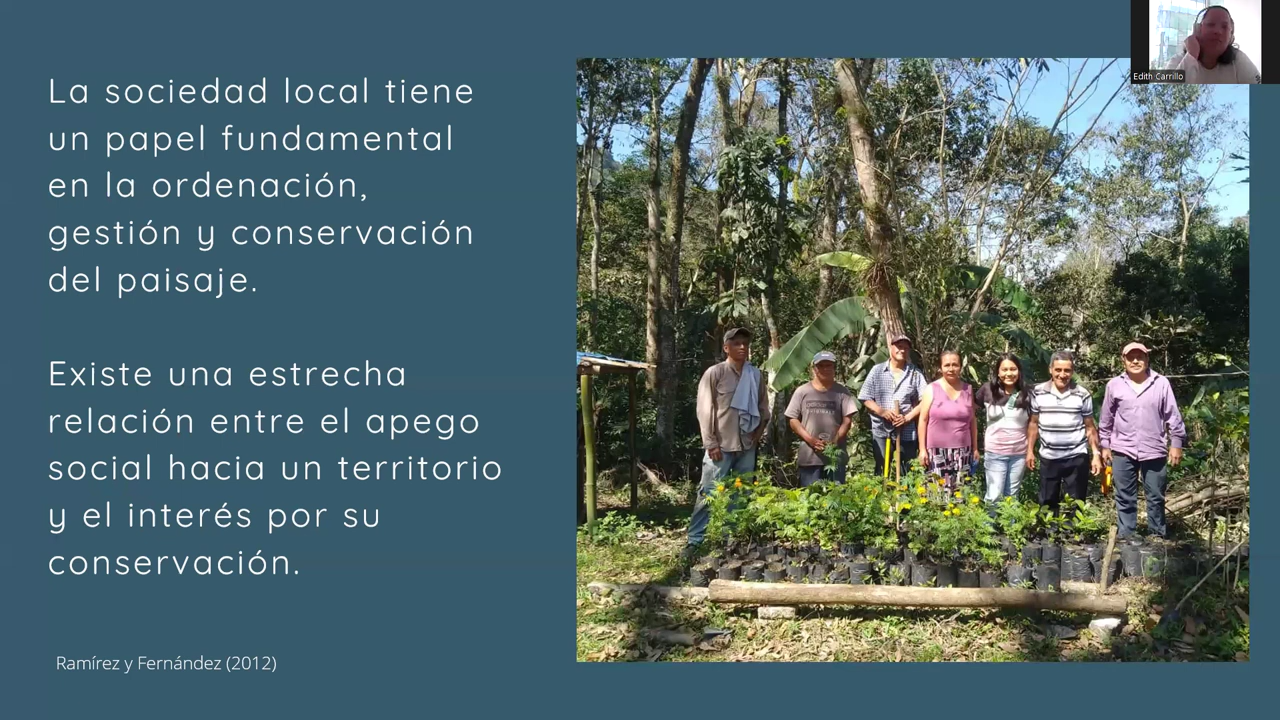 La sociedad local tiene
un papel fundamental
en la ordenación,
gestión y conservación
del paisaje.
Existe una estrecha
relación entre el apego
social hacia un territorio
y el interés por su
conservación.
Ramírez y Fernández (2012)
Edith Carrillo